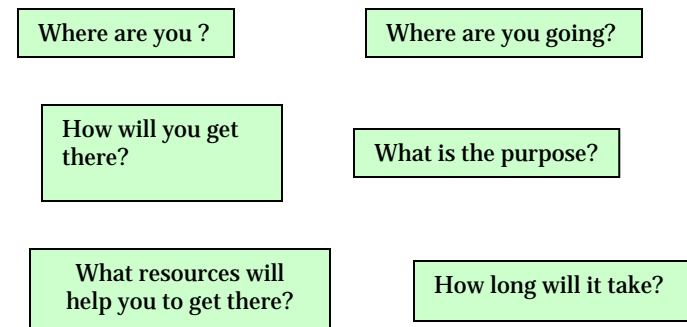 Where are you ?
Where are you going?
How will you get
there?
What is the purpose?
What resources will
help you to get there?
How long will it take?